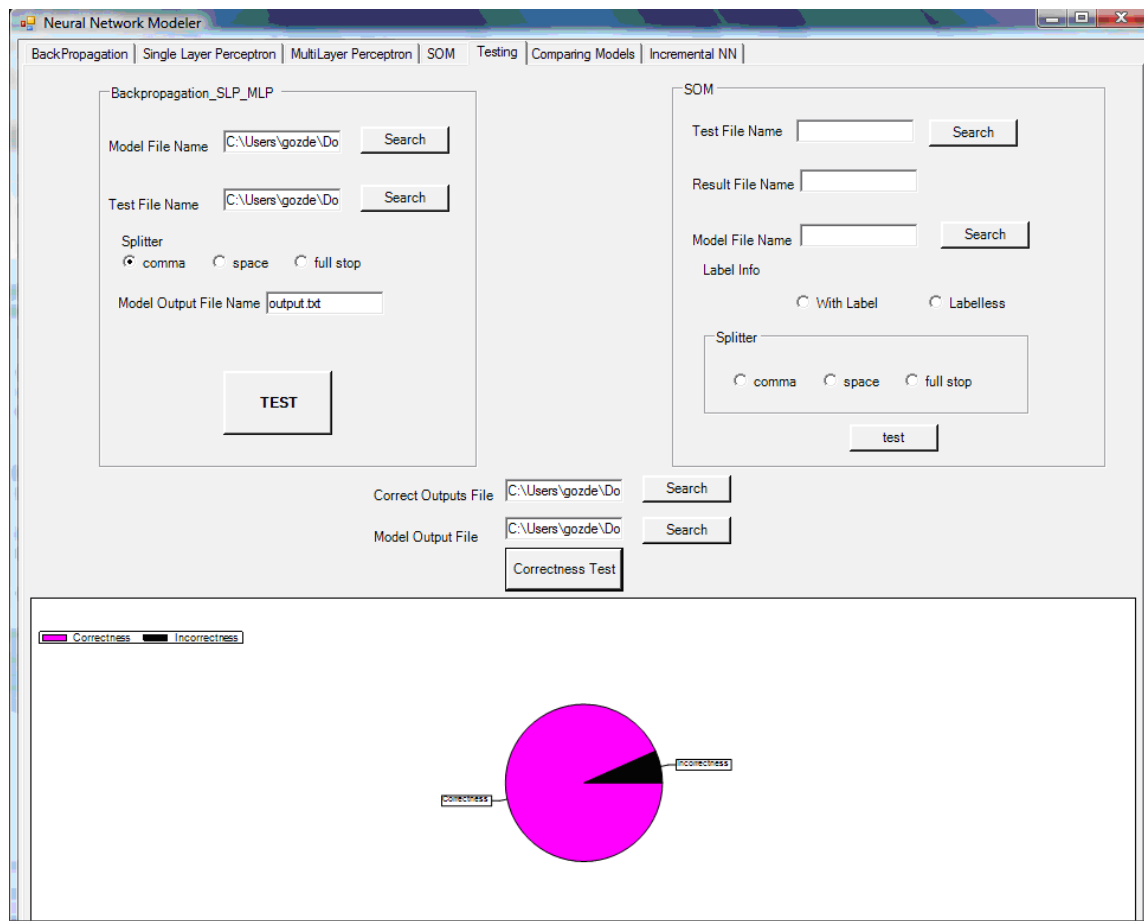 Neural Network Modeler
BackPropagation Single Layer Perceptron MultiLayer Perceptron SOM Testing Comparing Models Incremental NN
Backpropagation_SLP_MLP
Model File Name C:\Users\gozde\Do Search
Test File Name C:\Users\gozde\Do Search
Splitter
comma space full stop
Model Output File Name output.txt
TEST
SOM
Test File Name Search
Result File Name
Model File Name Search
Label Info
With Label Labelless
Splitter
comma space full stop
test
Correct Outputs File C:\Users\gozde\Do Search
Model Output File C:\Users\gozde\Do Search
Correctness Test
Correctness Incorrectness
Incorrectness
Correctness